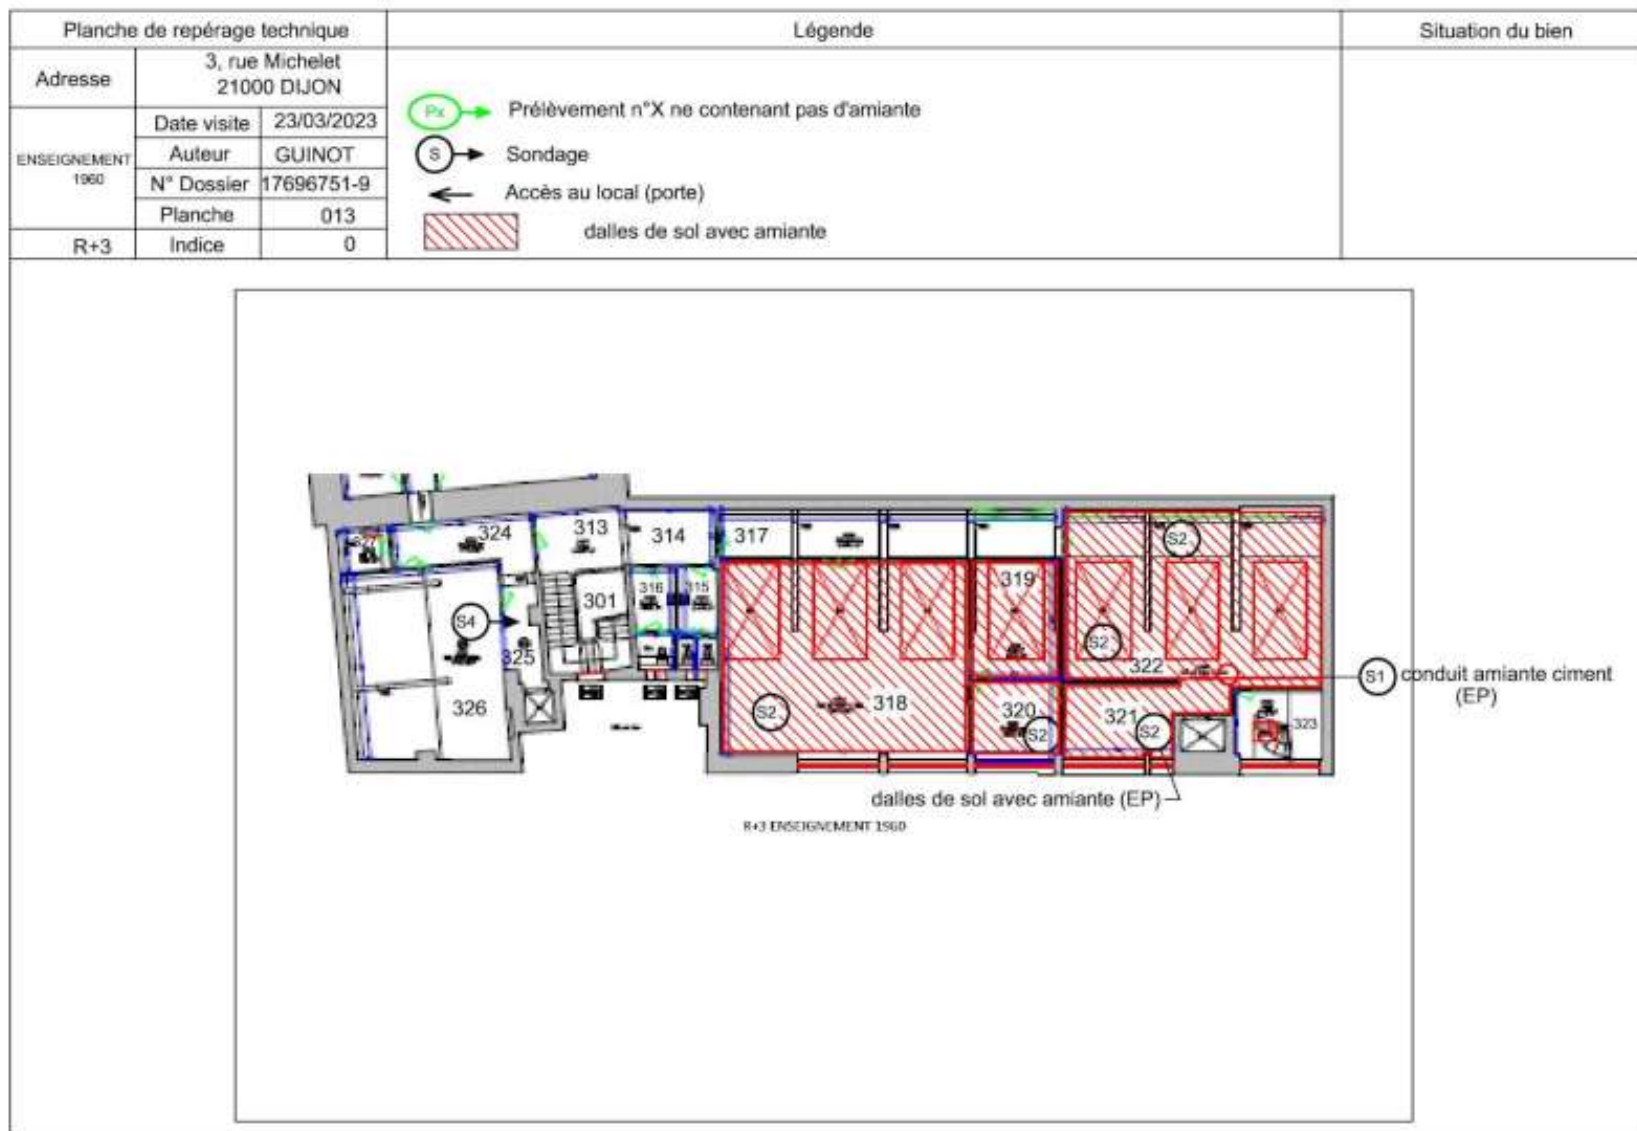 Planche de repérage technique
Légende
Situation du bien
Adresse
3, rue Michelet
21000 DIJON
ENSEIGNEMENT
1960
Date visite 23/03/2023
Auteur GUINOT
N° Dossier 17696751-9
Planche 013
R+3 Indice 0
Px Prélèvement n°X ne contenant pas d'amiante
S Sondage
Accès au local (porte)
dalles de sol avec amiante
327
324
313
314
317
316
315
301
319
S2
S4
325
326
S2
322
S1 conduit amiante ciment
(EP)
S2
318
320
S2
321
S2
323
dalles de sol avec amiante (EP)
R+3 ENSEIGNEMENT 1960